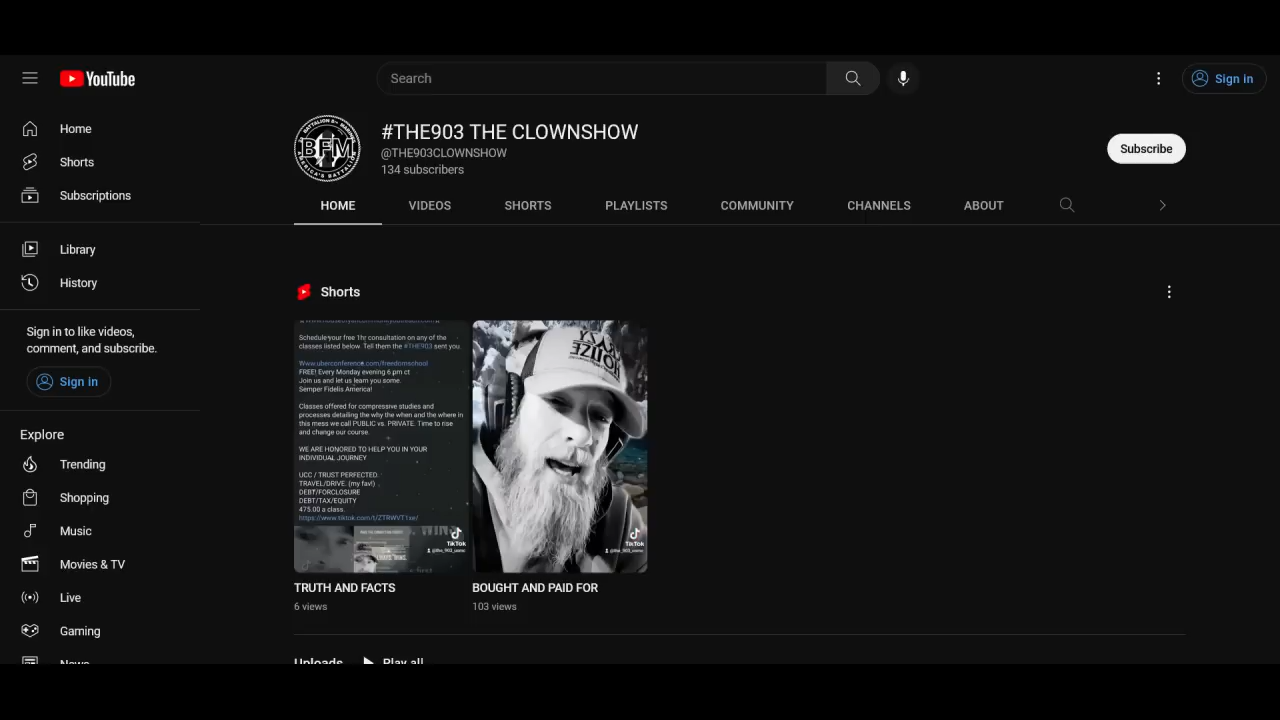 YouTube
Search
Sign in
Home
Shorts
Subscriptions
Library
History
Sign in to like videos,
comment, and subscribe.
Sign in
Explore
Trending
Shopping
Music
Movies & TV
Live
Gaming
News
BFM
#THE903 THE CLOWNSHOW
@THE903CLOWNSHOW
134 subscribers
Subscribe
HOME
VIDEOS
SHORTS
PLAYLISTS
COMMUNITY
CHANNELS
ABOUT
Shorts
Schedule your free 1hr consultation on any of the
classes listed below. Tell them the #THE903 sent you.
Www.uberconference.com/freedomschool
FREE! Every Monday evening 6 pm ct
Join us and let us learn you some.
Semper Fidelis America!
Classes offered for compressive studies and
processes detailing the why the when and the where in
this mess we call PUBLIC vs. PRIVATE. Time to rise
and change our course.
WE ARE HONORED TO HELP YOU IN YOUR
INDIVIDUAL JOURNEY
UCC / TRUST PERFECTED.
TRAVEL/DRIVE. (my fav!)
DEBT/FORCLOSURE
DEBT/TAX/EQUITY
475.00 a class.
https://www.tiktok.com/t/ZTRWVT1xe/
TikTok
TikTok
TRUTH AND FACTS
6 views
BOUGHT AND PAID FOR
103 views
Uploads
Play all